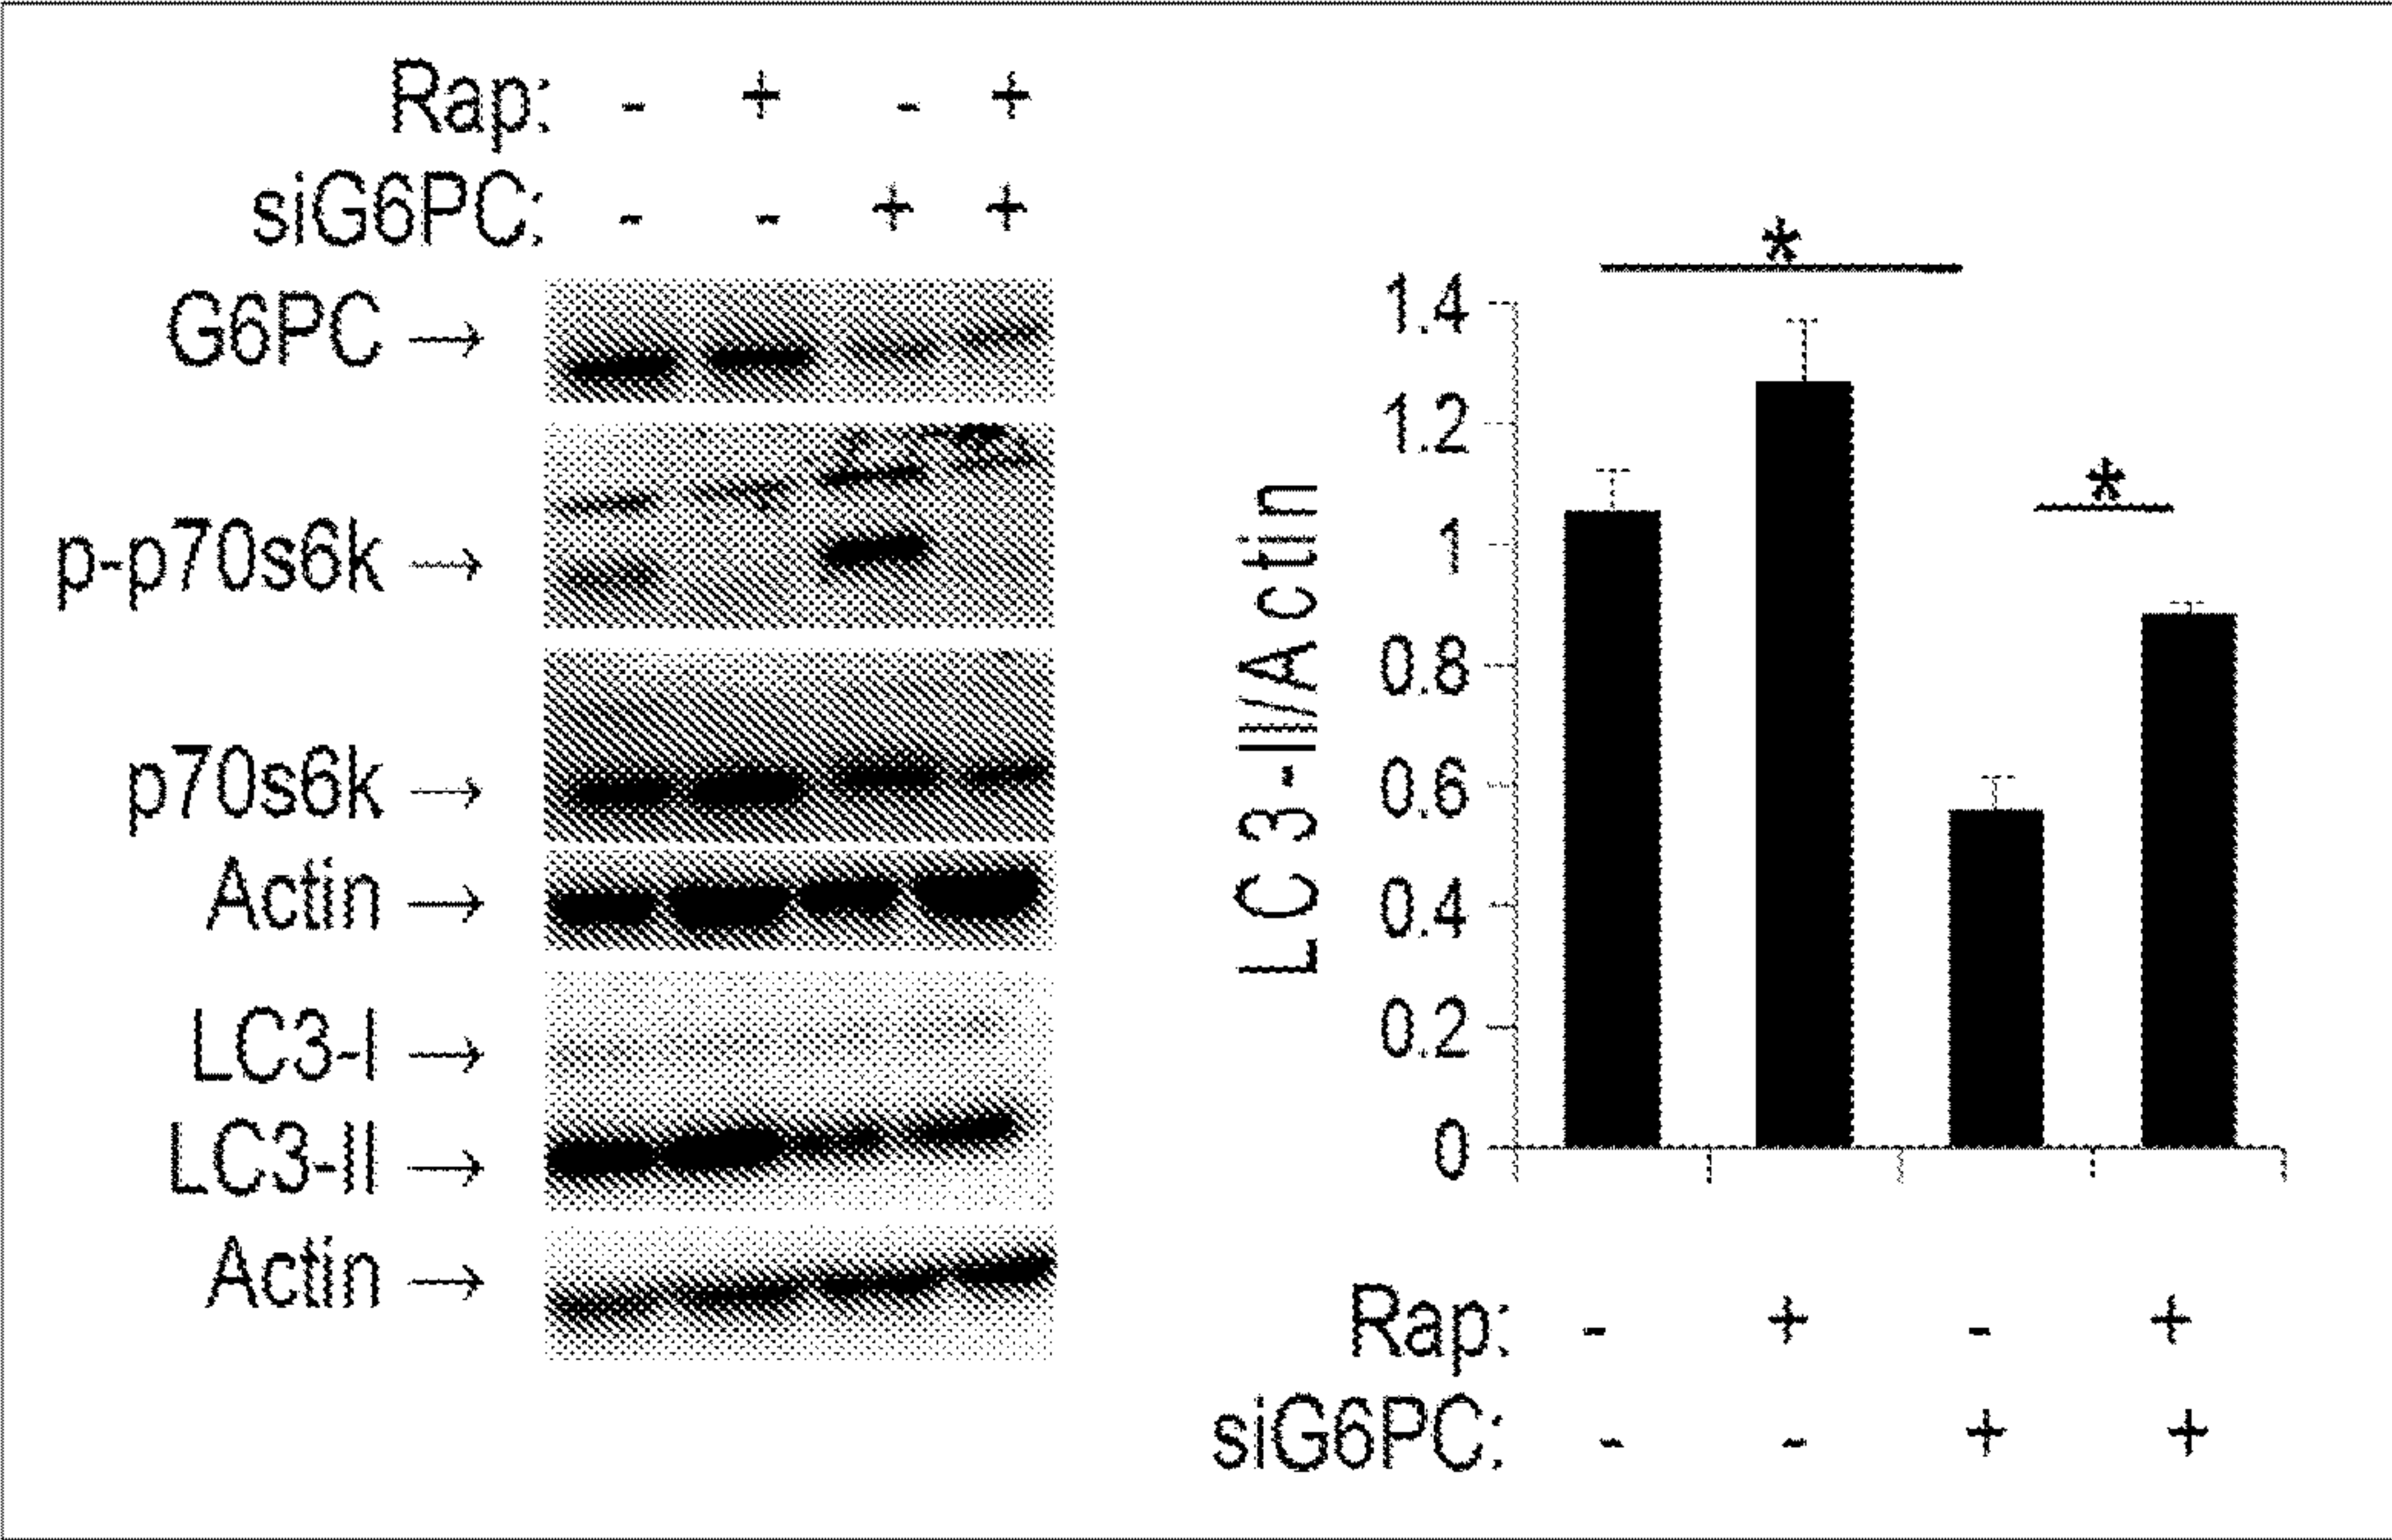 Rap: - + - +
siG6PC: - - + +
G6PC →
p-p70s6k →
p70s6k →
Actin →
LC3-I →
LC3-II →
Actin →
*
*
1.4
1.2
1
0.8
0.6
0.4
0.2
0
LC3-II/Actin
Rap: - + - +
siG6PC: - - + +